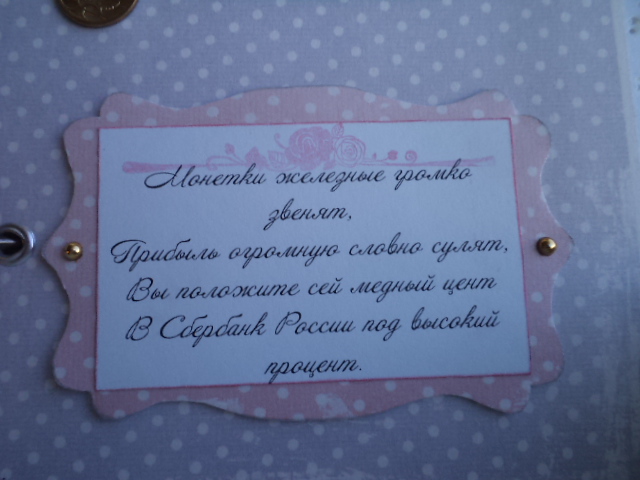 Монетки железные громко
звенят,
Прибыль огромную словно сулят,
Вы положите сей медный цент
В Сбербанк России под высокий
процент.